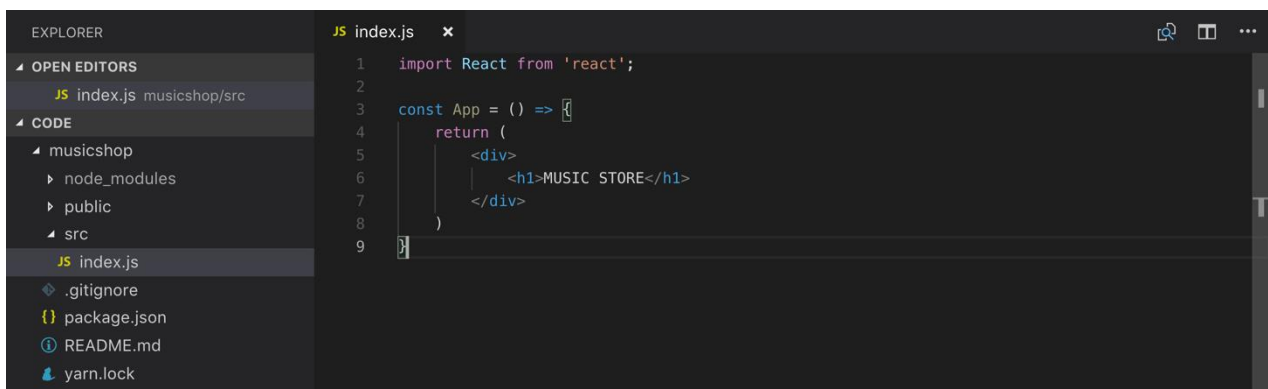 EXPLORER
OPEN EDITORS
JS index.js musicshop/src
CODE
musicshop
node_modules
public
src
JS index.js
.gitignore
{} package.json
README.md
yarn.lock
JS index.js ×
1 import React from 'react';
2
3 const App = () => {
4     return (
5         <div>
6             <h1>MUSIC STORE</h1>
7         </div>
8     )
9 }